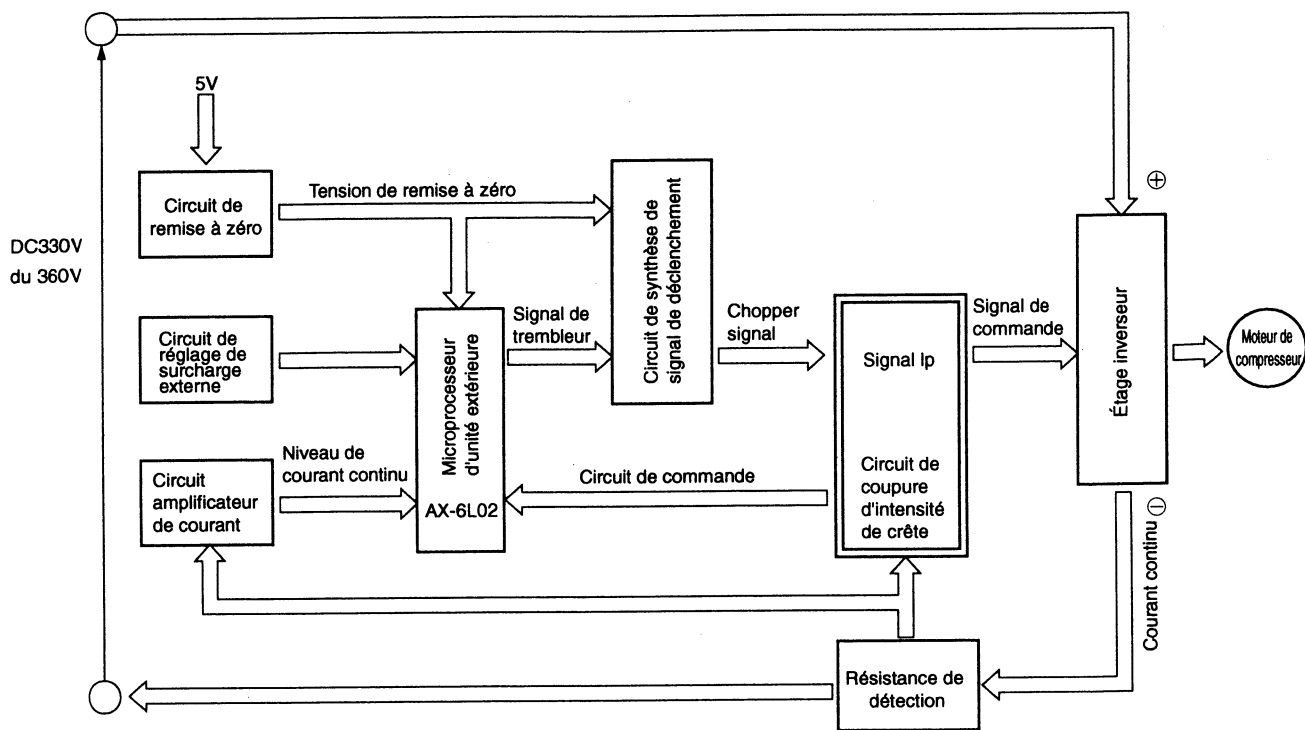 5V
Circuit de
remise à zéro
Tension de remise à zéro
DC330V
du 360V
Circuit de
réglage de
surcharge
externe
Circuit
amplificateur
de courant
Niveau de
courant continu
Microprocesseur
d'unité extérieure
AX-6L02
Signal de
trembleur
Circuit de synthèse de
signal de déclenchement
Chopper
signal
Signal Ip
Circuit de
coupure
d'intensité
de crête
Circuit de commande
Signal de
commande
⊕
Étage inverseur
Moteur de
compresseur
Courant continu ⊖
Résistance de
détection